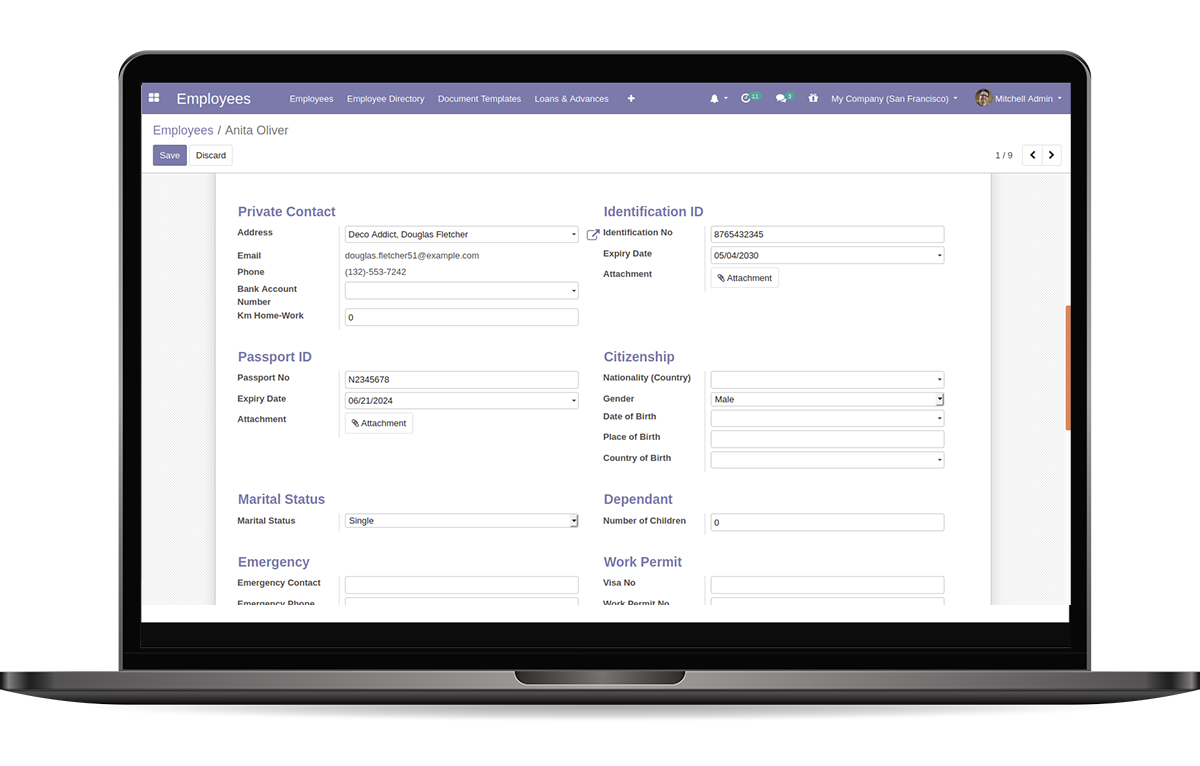 Employees Employees Employee Directory Document Templates Loans & Advances + 11 3 My Company (San Francisco) Mitchell Admin
Employees / Anita Oliver
Save Discard 1 / 9
Private Contact
Address Deco Addict, Douglas Fletcher
Email douglas.fletcher51@example.com
Phone (132)-553-7242
Bank Account
Number
Km Home-Work 0
Identification ID
Identification No 8765432345
Expiry Date 05/04/2030
Attachment Attachment
Passport ID
Passport No N2345678
Expiry Date 06/21/2024
Attachment Attachment
Citizenship
Nationality (Country)
Gender Male
Date of Birth
Place of Birth
Country of Birth
Marital Status
Marital Status Single
Dependant
Number of Children 0
Emergency
Emergency Contact
Emergency Phone
Work Permit
Visa No
Work Permit No